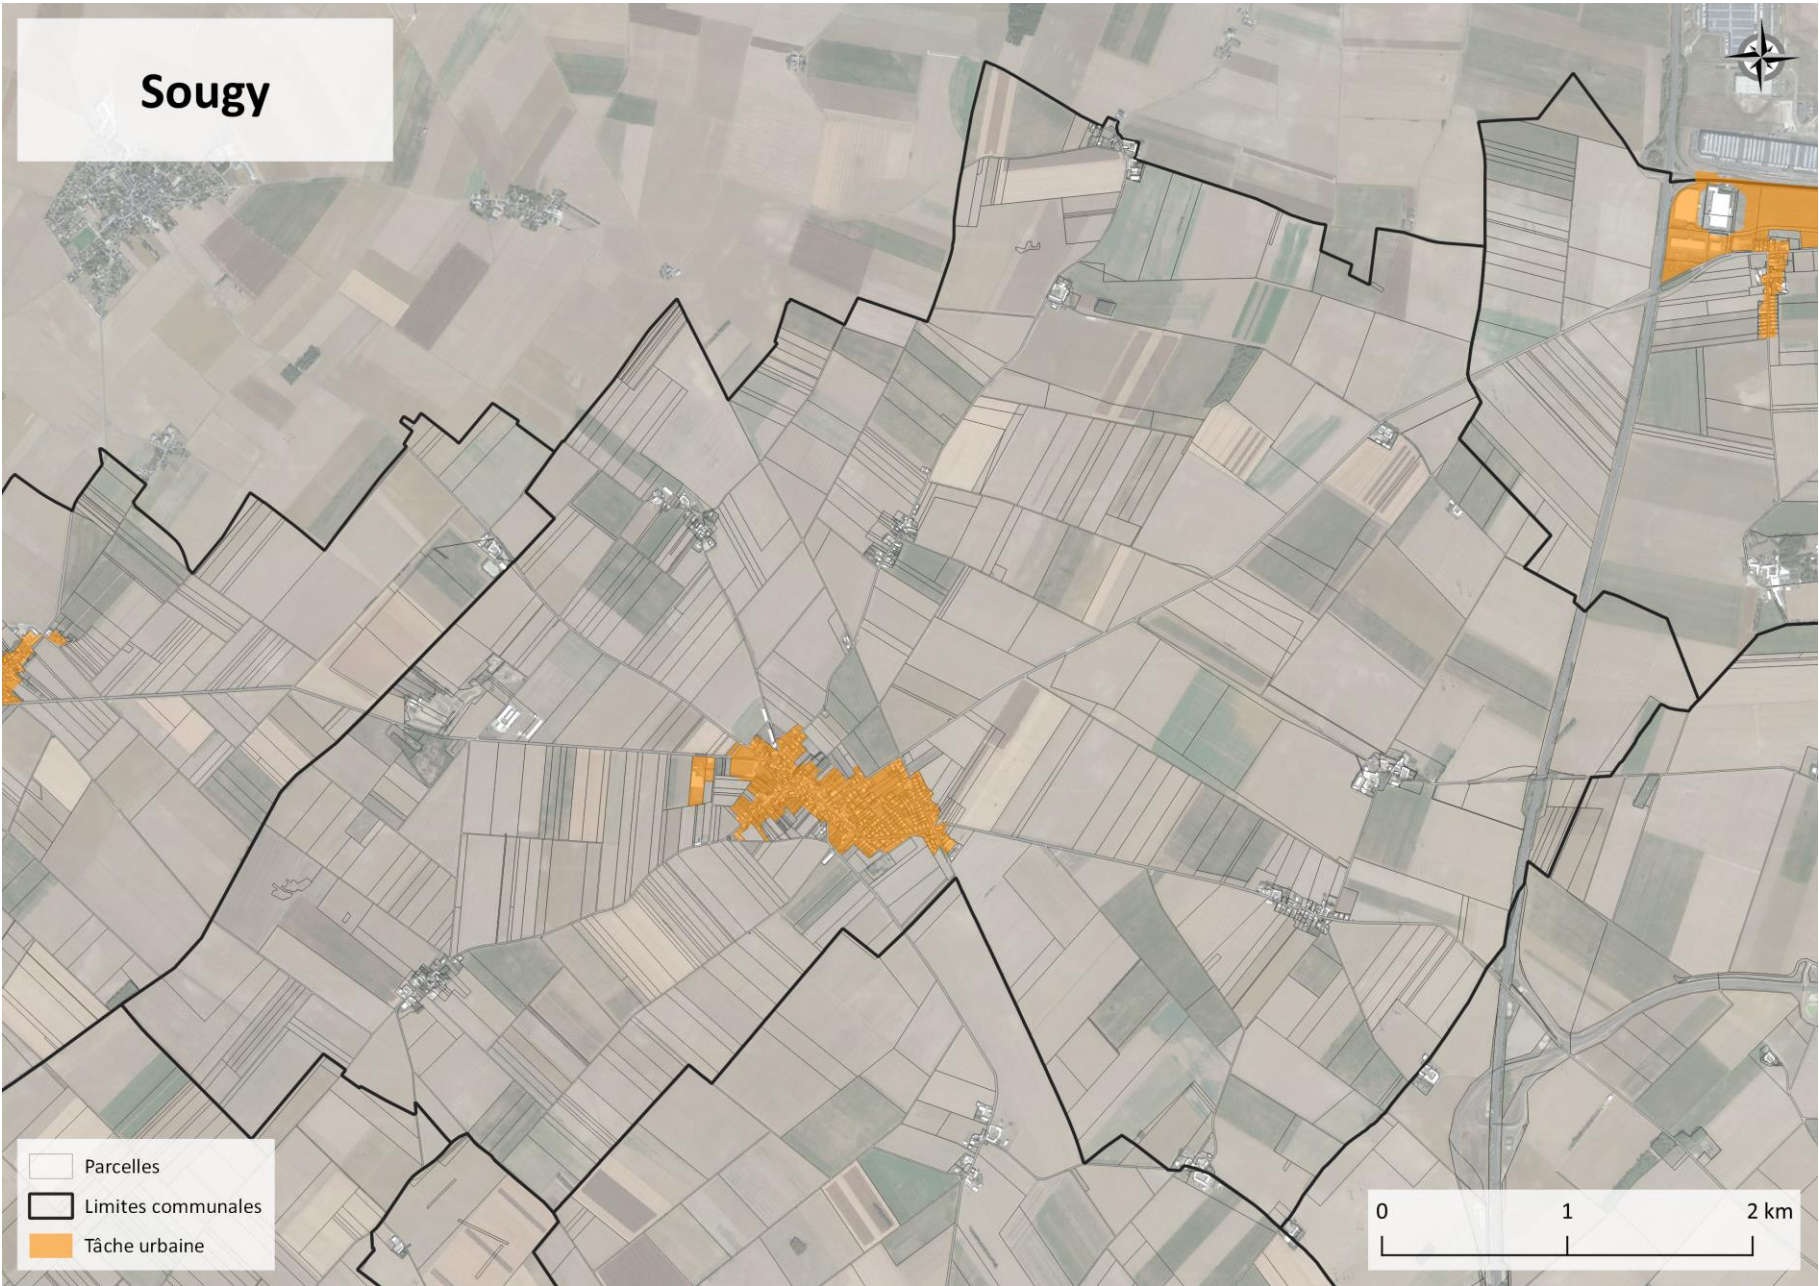 Sougy
Parcelles
Limites communales
Tâche urbaine
0 1 2 km